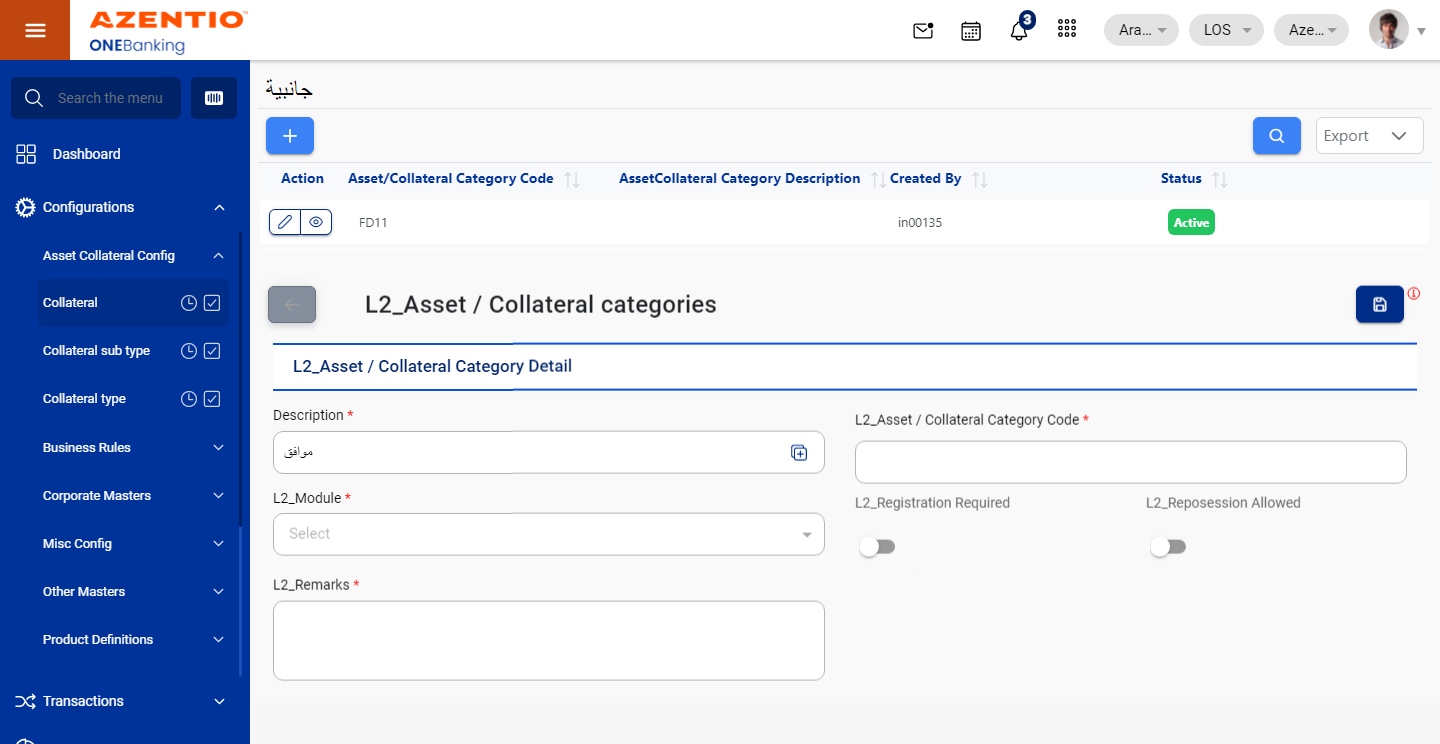 AZENTIO™
ONEBanking
3
Ara...
LOS
Aze...
Search the menu
Dashboard
Configurations
Asset Collateral Config
Collateral
Collateral sub type
Collateral type
Business Rules
Corporate Masters
Misc Config
Other Masters
Product Definitions
Transactions
جانبية
Export
Action Asset/Collateral Category Code AssetCollateral Category Description Created By Status
FD11 in00135 Active
L2_Asset / Collateral categories
L2_Asset / Collateral Category Detail
Description *
موافق
L2_Asset / Collateral Category Code *
L2_Module *
Select
L2_Registration Required
L2_Reposession Allowed
L2_Remarks *